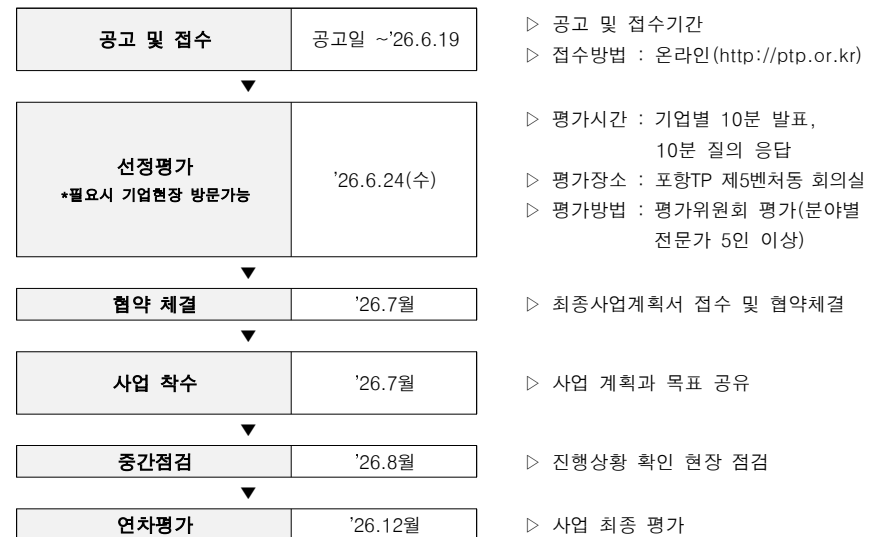 공고 및 접수
공고일 ~'26.6.19
▷ 공고 및 접수기간
▷ 접수방법 : 온라인(http://ptp.or.kr)
▼
선정평가
*필요시 기업현장 방문가능
'26.6.24(수)
▷ 평가시간 : 기업별 10분 발표,
10분 질의 응답
▷ 평가장소 : 포항TP 제5벤처동 회의실
▷ 평가방법 : 평가위원회 평가(분야별
전문가 5인 이상)
▼
협약 체결
'26.7월
▷ 최종사업계획서 접수 및 협약체결
▼
사업 착수
'26.7월
▷ 사업 계획과 목표 공유
▼
중간점검
'26.8월
▷ 진행상황 확인 현장 점검
▼
연차평가
'26.12월
▷ 사업 최종 평가